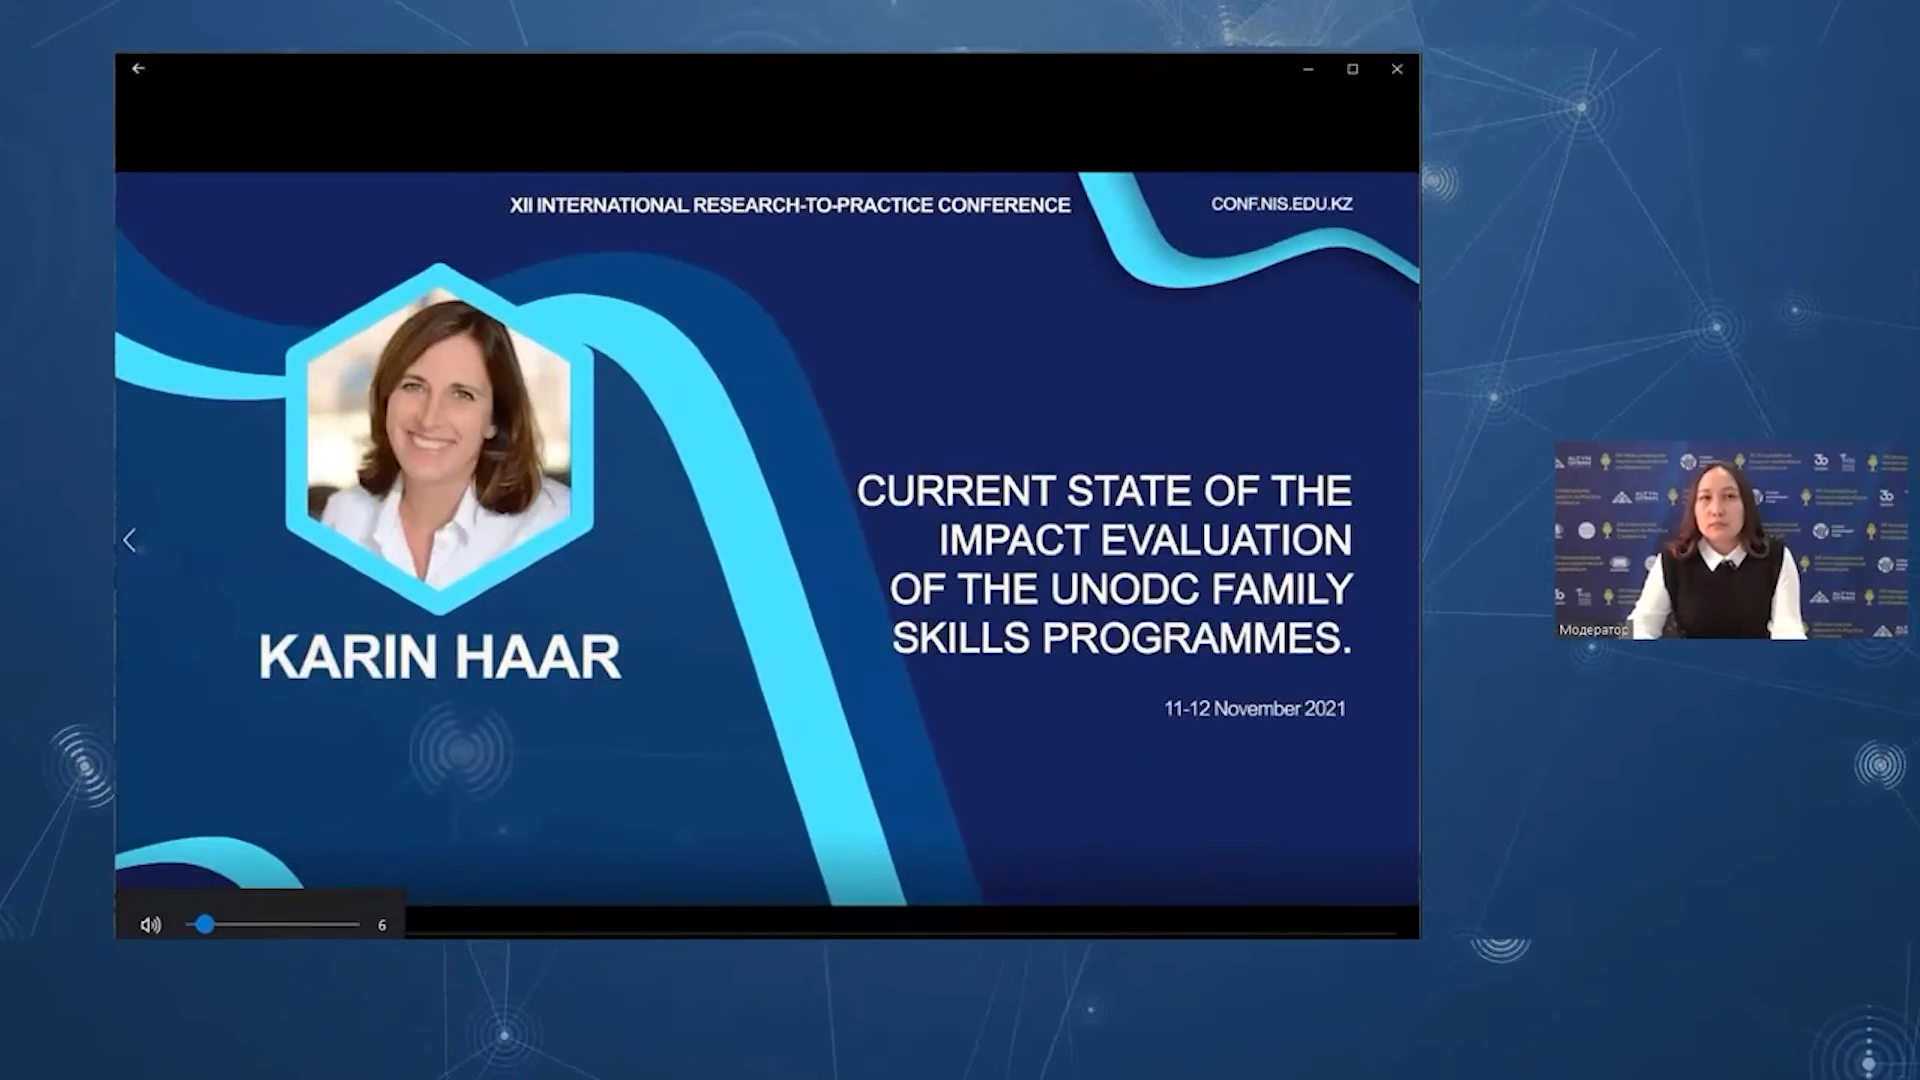 XII INTERNATIONAL RESEARCH-TO-PRACTICE CONFERENCE
CONF.NIS.EDU.KZ
KARIN HAAR
CURRENT STATE OF THE
IMPACT EVALUATION
OF THE UNODC FAMILY
SKILLS PROGRAMMES.
11-12 November 2021
6
Модератор